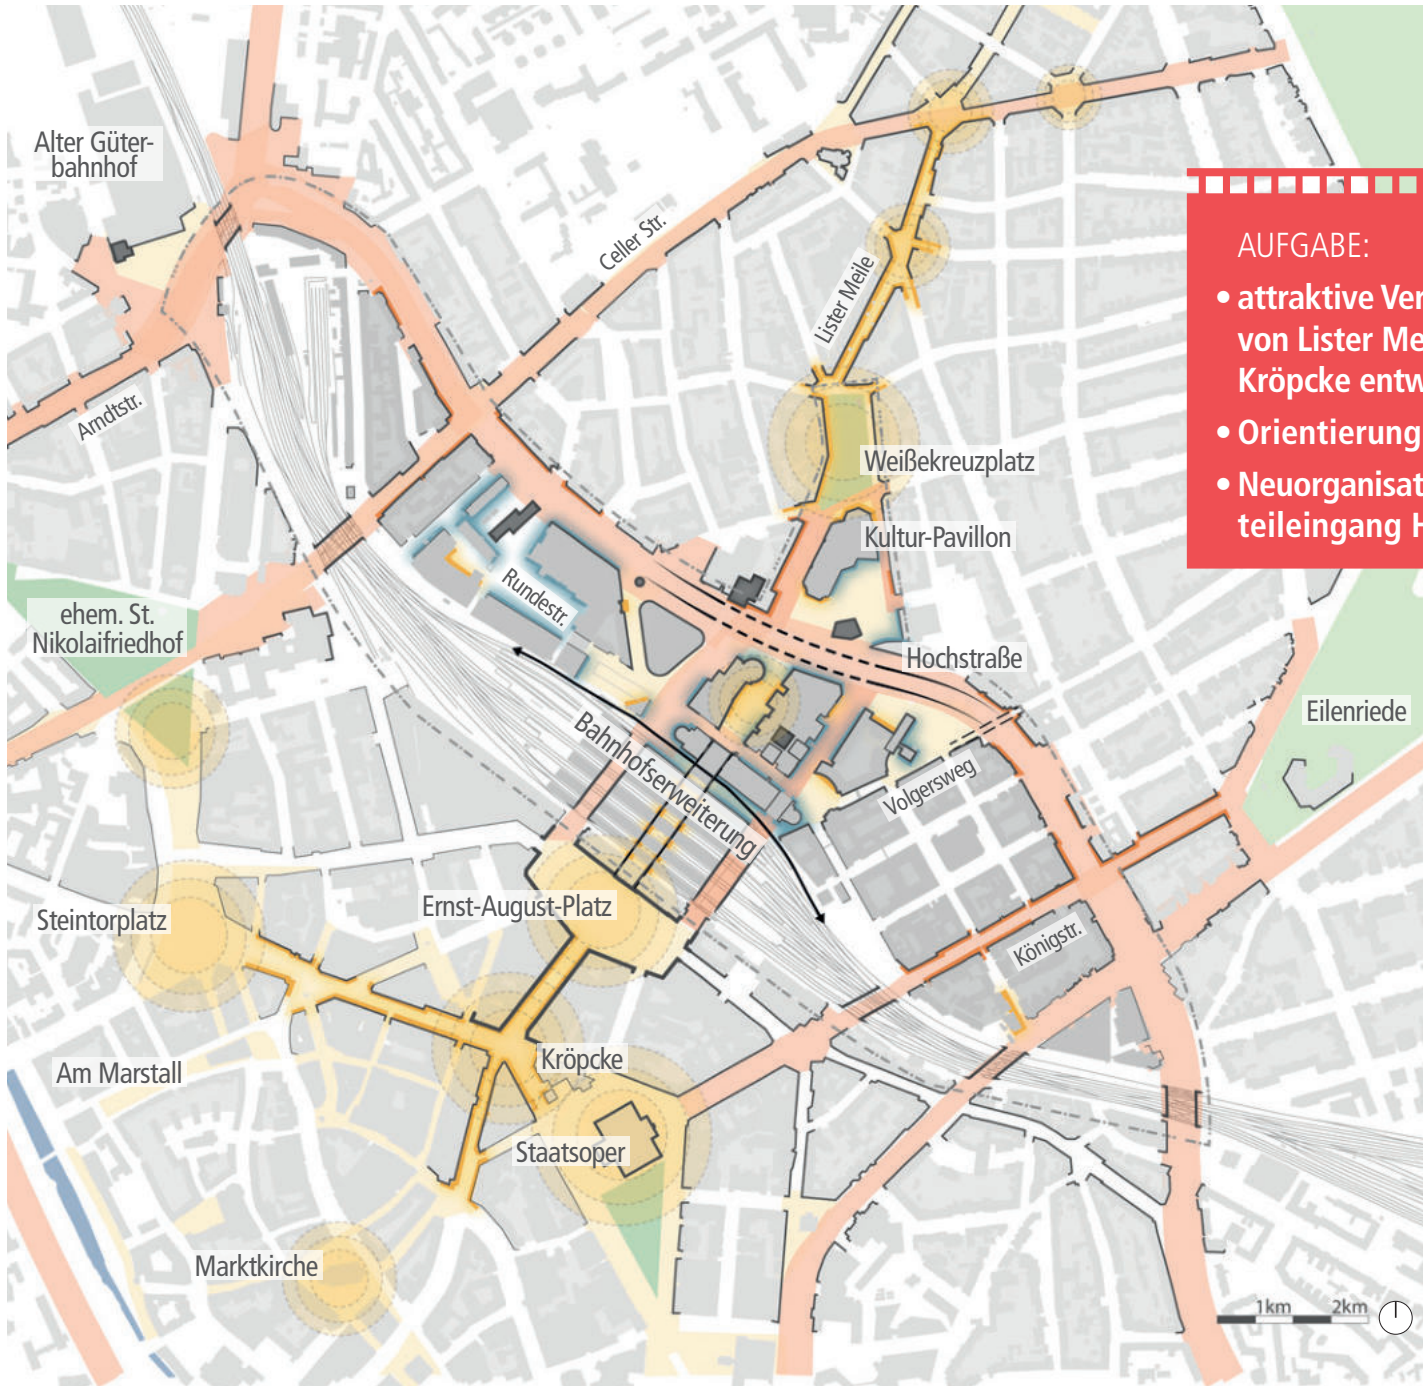 Alter Güter-
bahnhof
Celler Str.
Lister Meile
Arndtstr.
AUFGABE:
• attraktive Ver
von Lister Me
Kröpcke entw
• Orientierung
• Neuorganisat
teileingang H
Weißekreuzplatz
Kultur-Pavillon
Rundestr.
ehem. St.
Nikolaifriedhof
Hochstraße
Eilenriede
Bahnhofserweiterung
Volgersweg
Ernst-August-Platz
Steintorplatz
Königstr.
Kröpcke
Am Marstall
Staatsoper
Marktkirche
1km 2km